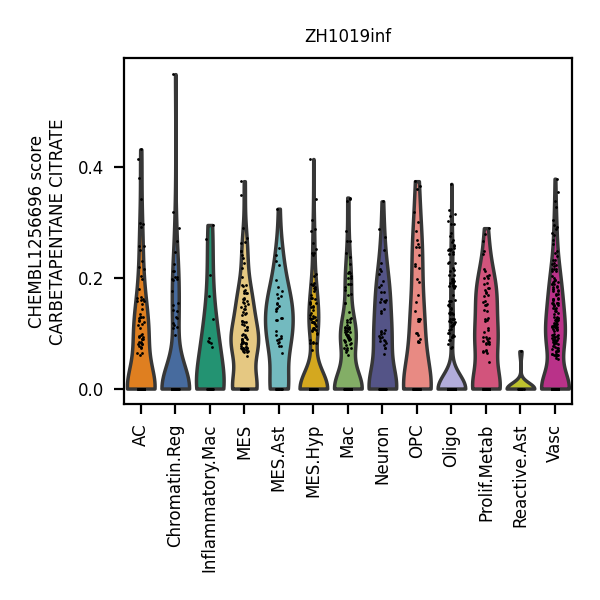 ZH1019inf
CHEMBL1256696 score
CARBETAPENTANE CITRATE
0.4
0.2
0.0
AC
Chromatin.Reg
Inflammatory.Mac
MES
MES.Ast
MES.Hyp
Mac
Neuron
OPC
Oligo
Prolif.Metab
Reactive.Ast
Vasc